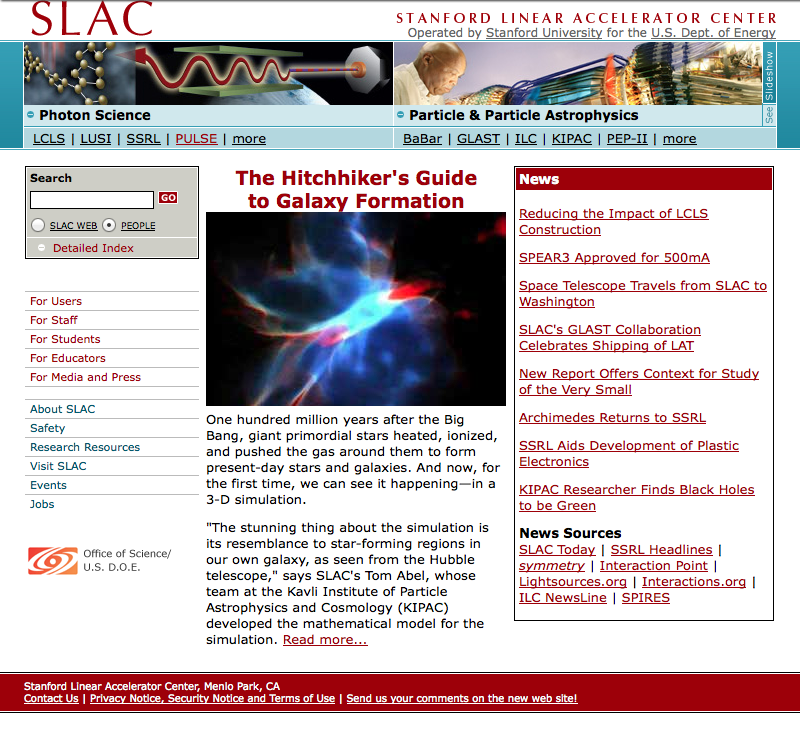 SLAC
STANFORD LINEAR ACCELERATOR CENTER
Operated by Stanford University for the U.S. Dept. of Energy
See Slideshow
Photon Science
LCLS | LUSI | SSRL | PULSE | more
Particle & Particle Astrophysics
BaBar | GLAST | ILC | KIPAC | PEP-II | more
Search
GO
SLAC WEB PEOPLE
Detailed Index
For Users
For Staff
For Students
For Educators
For Media and Press
About SLAC
Safety
Research Resources
Visit SLAC
Events
Jobs
Office of Science/
U.S. D.O.E.
The Hitchhiker's Guide
to Galaxy Formation
One hundred million years after the Big
Bang, giant primordial stars heated, ionized,
and pushed the gas around them to form
present-day stars and galaxies. And now, for
the first time, we can see it happening—in a
3-D simulation.
"The stunning thing about the simulation is
its resemblance to star-forming regions in
our own galaxy, as seen from the Hubble
telescope," says SLAC's Tom Abel, whose
team at the Kavli Institute of Particle
Astrophysics and Cosmology (KIPAC)
developed the mathematical model for the
simulation. Read more...
News
Reducing the Impact of LCLS
Construction
SPEAR3 Approved for 500mA
Space Telescope Travels from SLAC to
Washington
SLAC's GLAST Collaboration
Celebrates Shipping of LAT
New Report Offers Context for Study
of the Very Small
Archimedes Returns to SSRL
SSRL Aids Development of Plastic
Electronics
KIPAC Researcher Finds Black Holes
to be Green
News Sources
SLAC Today | SSRL Headlines |
symmetry | Interaction Point |
Lightsources.org | Interactions.org |
ILC NewsLine | SPIRES
Stanford Linear Accelerator Center, Menlo Park, CA
Contact Us | Privacy Notice, Security Notice and Terms of Use | Send us your comments on the new web site!